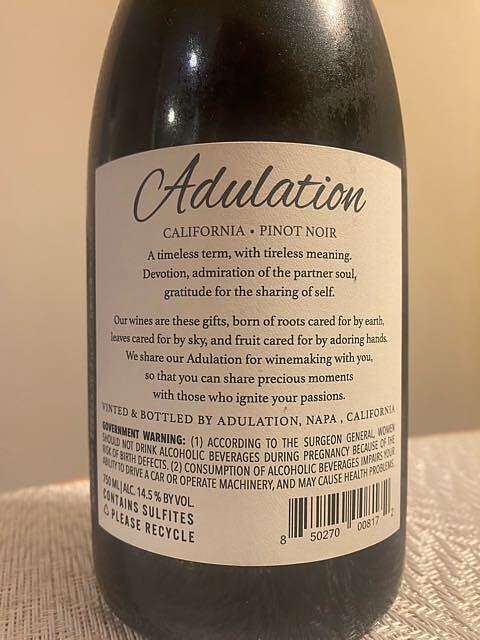 Adulation
CALIFORNIA • PINOT NOIR
A timeless term, with tireless meaning.
Devotion, admiration of the partner soul,
gratitude for the sharing of self.
Our wines are these gifts, born of roots cared for by earth,
leaves cared for by sky, and fruit cared for by adoring hands.
We share our Adulation for winemaking with you,
so that you can share precious moments
with those who ignite your passions.
VINTED & BOTTLED BY ADULATION, NAPA , CALIFORNIA
GOVERNMENT WARNING: (1) ACCORDING TO THE SURGEON GENERAL, WOMEN
SHOULD NOT DRINK ALCOHOLIC BEVERAGES DURING PREGNANCY BECAUSE OF THE
RISK OF BIRTH DEFECTS. (2) CONSUMPTION OF ALCOHOLIC BEVERAGES IMPAIRS YOUR
ABILITY TO DRIVE A CAR OR OPERATE MACHINERY, AND MAY CAUSE HEALTH PROBLEMS.
750 ML | ALC. 14.5 % BY VOL.
CONTAINS SULFITES
PLEASE RECYCLE
8 50270 00817 2